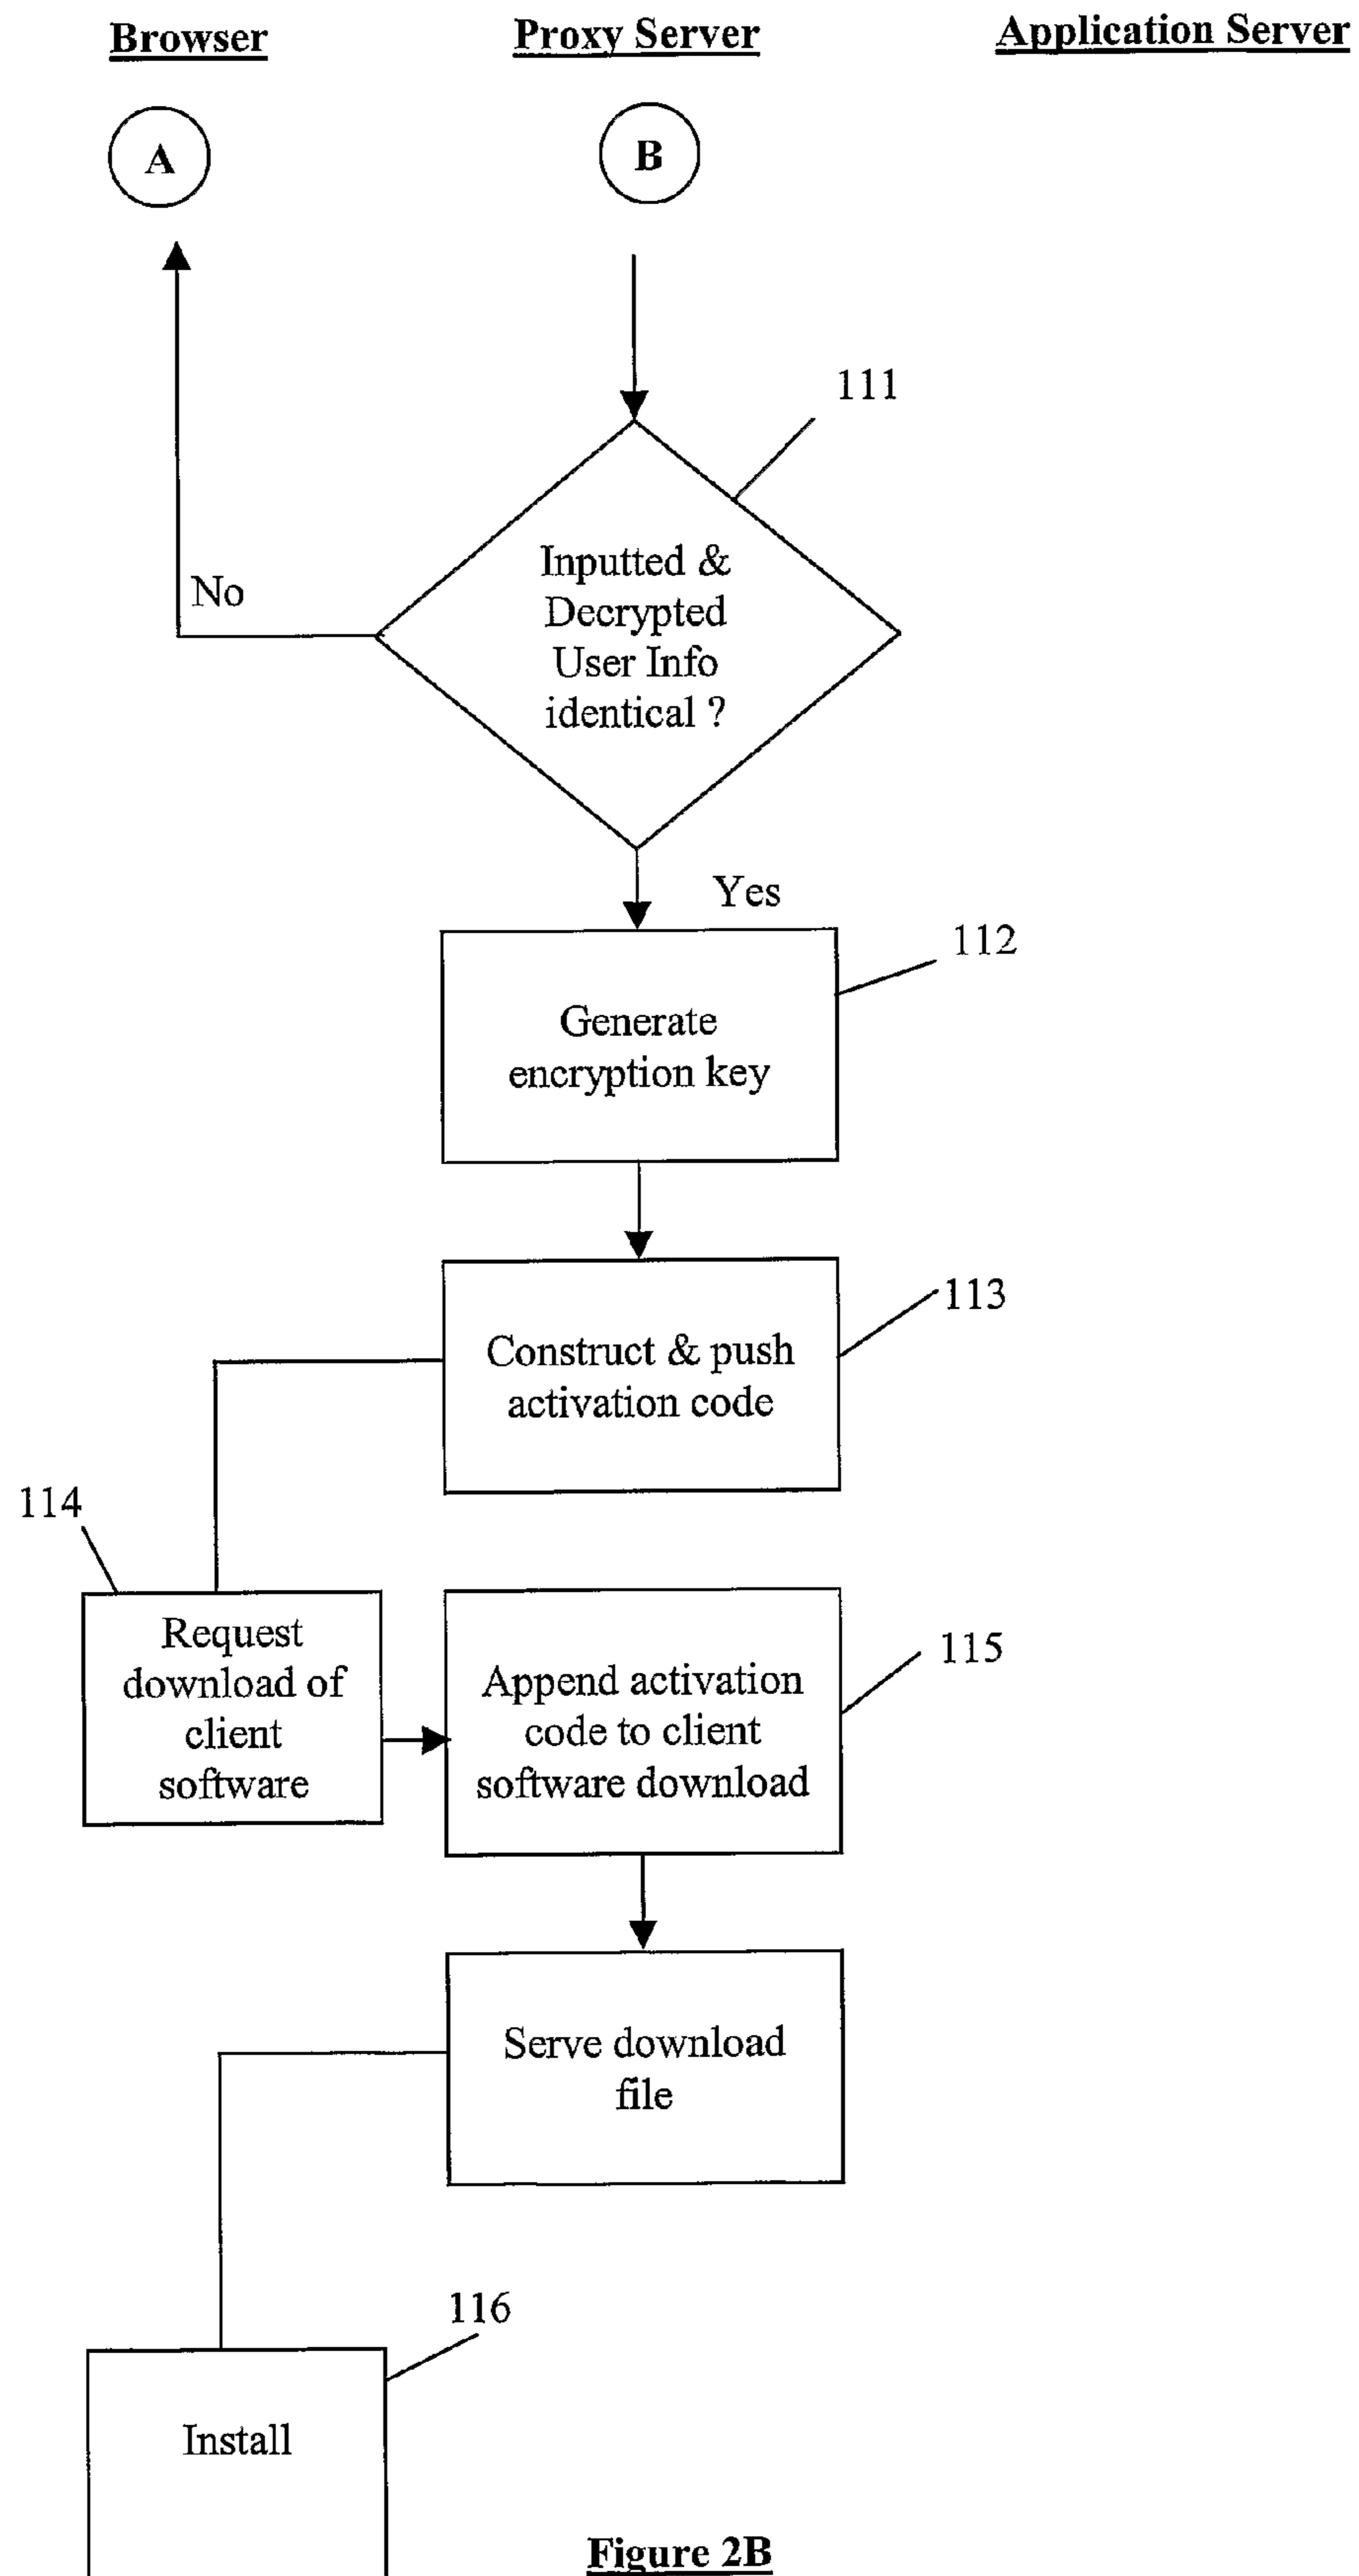 Browser
Proxy Server
Application Server
A
B
111
Inputted &
Decrypted
User Info
identical ?
No
Yes
112
Generate
encryption key
113
Construct & push
activation code
114
Request
download of
client
software
115
Append activation
code to client
software download
Serve download
file
116
Install
Figure 2B